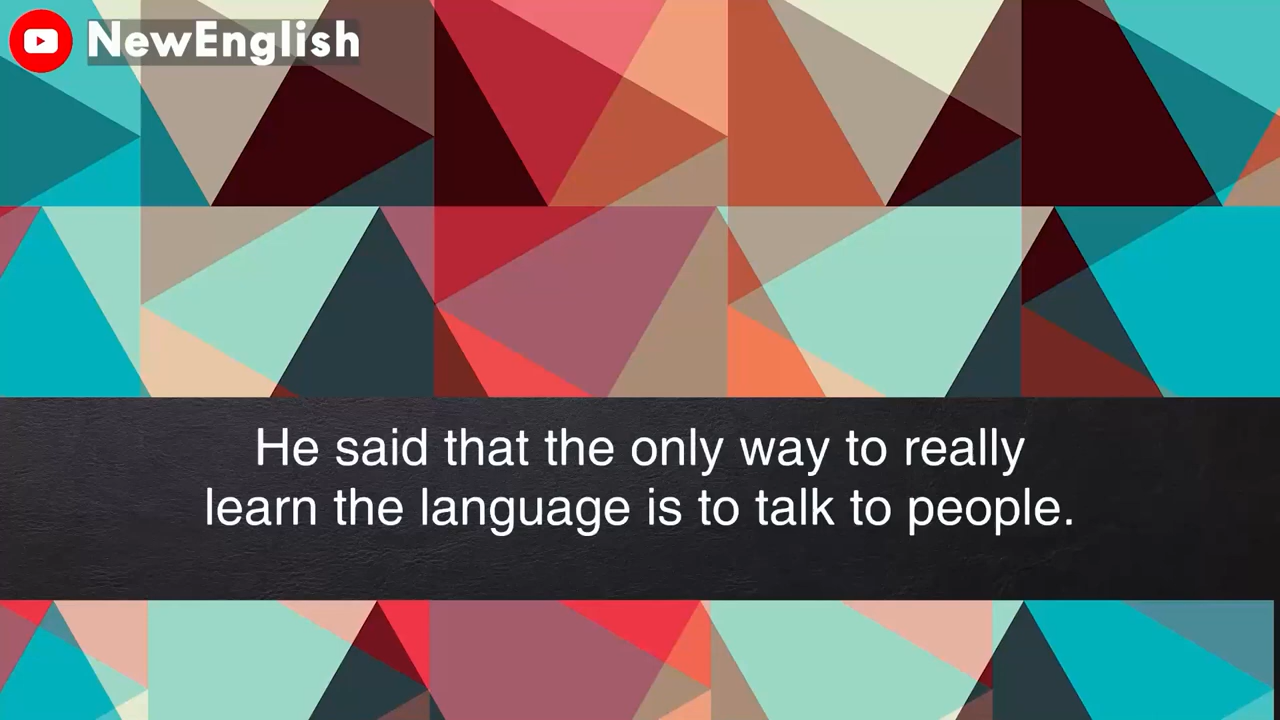 NewEnglish
He said that the only way to really
learn the language is to talk to people.